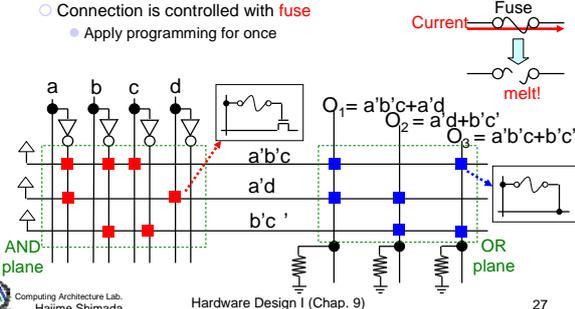 Connection is controlled with fuse
Apply programming for once
Fuse
Current
melt!
a b c d
O1= a'b'c+a'd
O2 = a'd+b'c'
O3 = a'b'c+b'c'
a'b'c
a'd
b'c '
AND
plane
OR
plane
Computing Architecture Lab.
Hajime Shimada
Hardware Design I (Chap. 9)
27